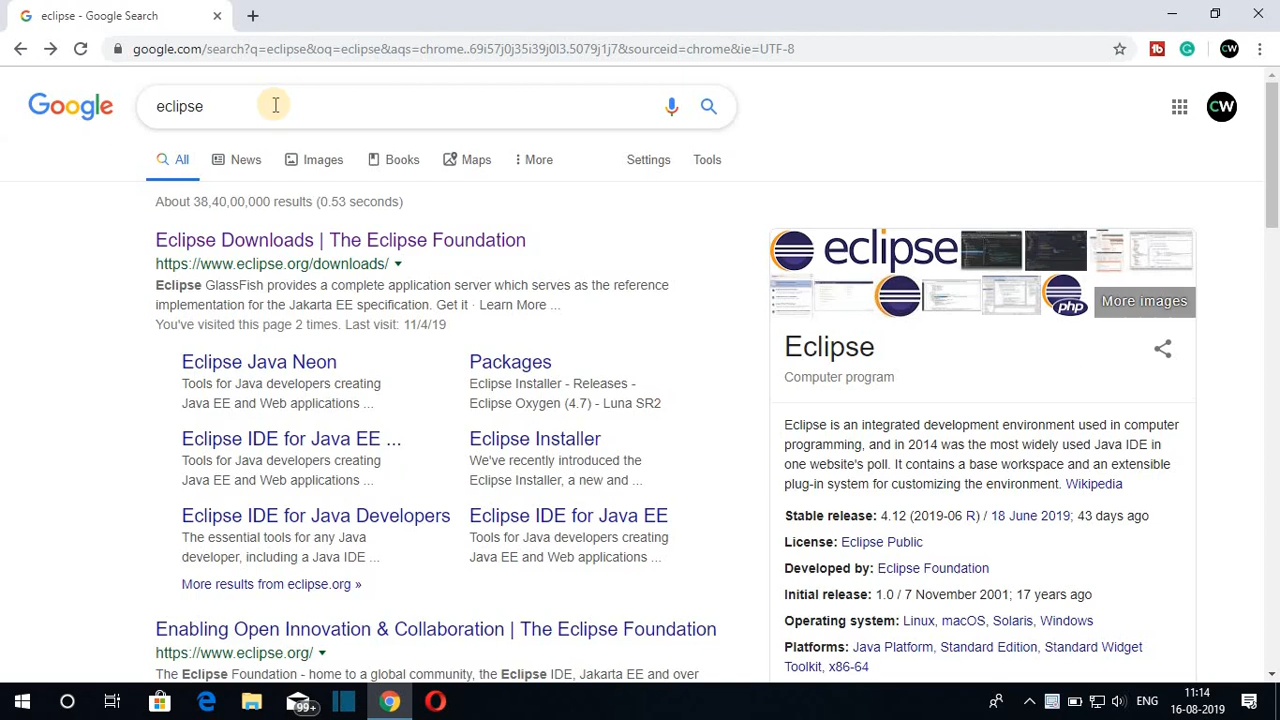 eclipse - Google Search
google.com/search?q=eclipse&oq=eclipse&aqs=chrome..69i57j0j35i39j0l3.5079j1j7&sourceid=chrome&ie=UTF-8
CW
Google
eclipse
CW
All News Images Books Maps More Settings Tools
About 38,40,00,000 results (0.53 seconds)
Eclipse Downloads | The Eclipse Foundation
https://www.eclipse.org/downloads/
Eclipse GlassFish provides a complete application server which serves as the reference
implementation for the Jakarta EE specification. Get it · Learn More ...
You've visited this page 2 times. Last visit: 11/4/19
Eclipse Java Neon
Tools for Java developers creating
Java EE and Web applications ...
Packages
Eclipse Installer - Releases -
Eclipse Oxygen (4.7) - Luna SR2
Eclipse IDE for Java EE ...
Tools for Java developers creating
Java EE and Web applications ...
Eclipse Installer
We've recently introduced the
Eclipse Installer, a new and ...
Eclipse IDE for Java Developers
The essential tools for any Java
developer, including a Java IDE ...
Eclipse IDE for Java EE
Tools for Java developers creating
Java EE and Web applications ...
More results from eclipse.org »
Enabling Open Innovation & Collaboration | The Eclipse Foundation
https://www.eclipse.org/
The Eclipse Foundation - home to a global community, the Eclipse IDE, Jakarta EE and over
eclipse
php
More images
Eclipse
Computer program
Eclipse is an integrated development environment used in computer
programming, and in 2014 was the most widely used Java IDE in
one website's poll. It contains a base workspace and an extensible
plug-in system for customizing the environment. Wikipedia
Stable release: 4.12 (2019-06 R) / 18 June 2019; 43 days ago
License: Eclipse Public
Developed by: Eclipse Foundation
Initial release: 1.0 / 7 November 2001; 17 years ago
Operating system: Linux, macOS, Solaris, Windows
Platforms: Java Platform, Standard Edition, Standard Widget
Toolkit, x86-64
99+
ENG
11:14
16-08-2019